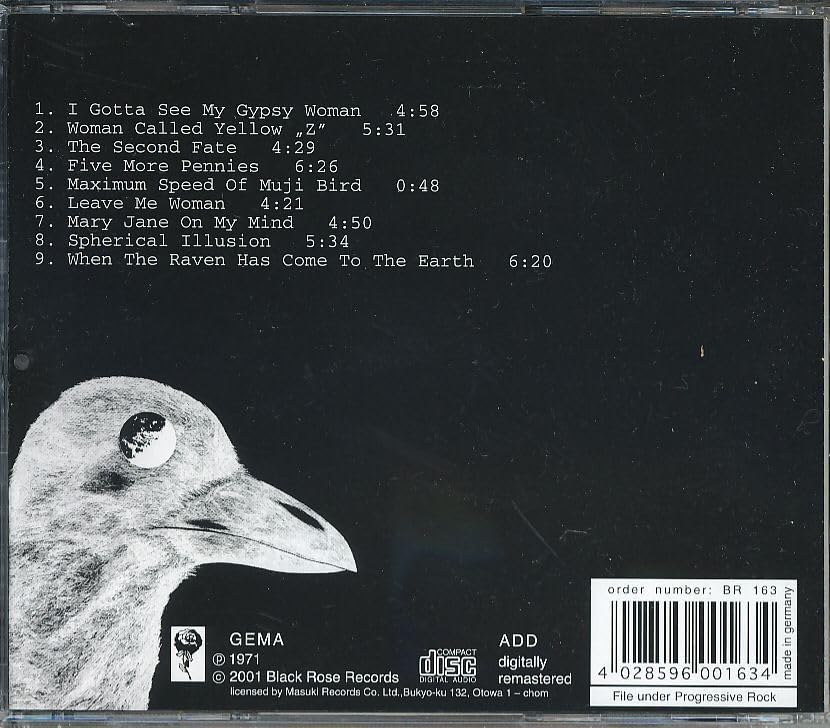 1. I Gotta See My Gypsy Woman 4:58
2. Woman Called Yellow „Z” 5:31
3. The Second Fate 4:29
4. Five More Pennies 6:26
5. Maximum Speed Of Muji Bird 0:48
6. Leave Me Woman 4:21
7. Mary Jane On My Mind 4:50
8. Spherical Illusion 5:34
9. When The Raven Has Come To The Earth 6:20
GEMA
℗ 1971
© 2001 Black Rose Records
licensed by Masuki Records Co. Ltd.,Bukyo-ku 132, Otowa 1 – chom
COMPACT
disc
DIGITAL AUDIO
ADD
digitally
remastered
order number: BR 163
4 028596 001634
made in germany
File under Progressive Rock